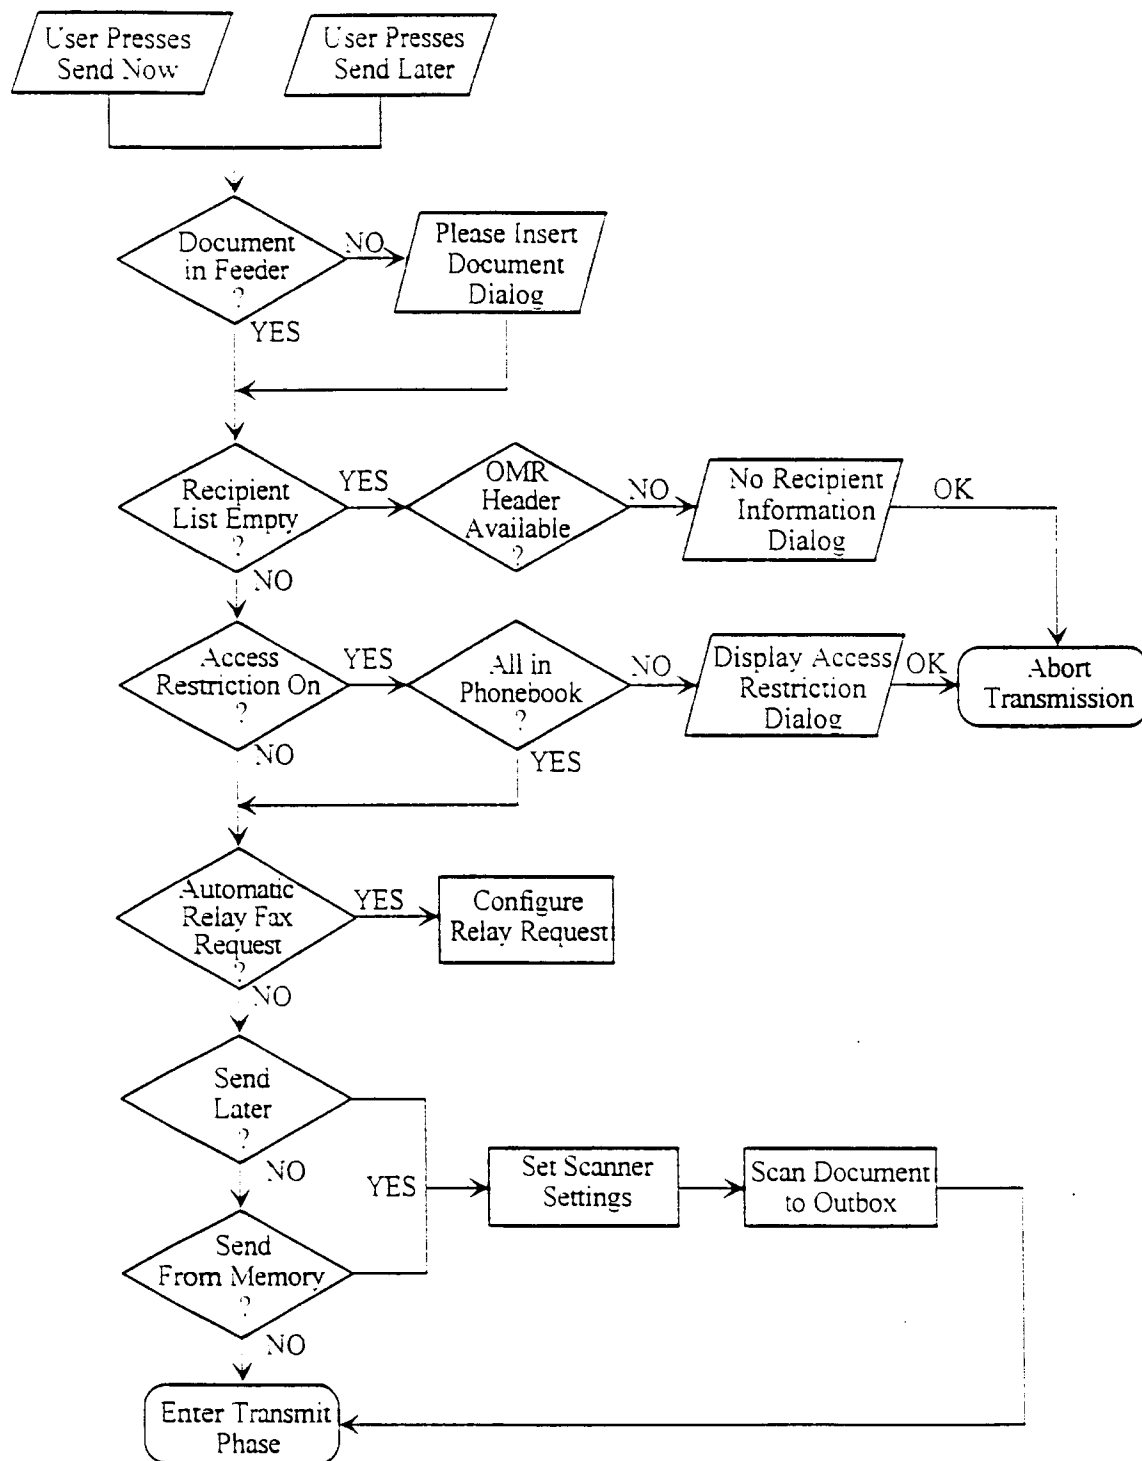 User Presses
Send Now
User Presses
Send Later
Document
in Feeder
?
NO
Please Insert
Document
Dialog
YES
Recipient
List Empty
?
YES
OMR
Header
Available
?
NO
No Recipient
Information
Dialog
OK
NO
Access
Restriction On
?
YES
All in
Phonebook
?
NO
Display Access
Restriction
Dialog
OK
Abort
Transmission
NO
YES
Automatic
Relay Fax
Request
?
YES
Configure
Relay Request
NO
Send
Later
?
NO
YES
Set Scanner
Settings
Scan Document
to Outbox
Send
From Memory
?
NO
Enter Transmit
Phase